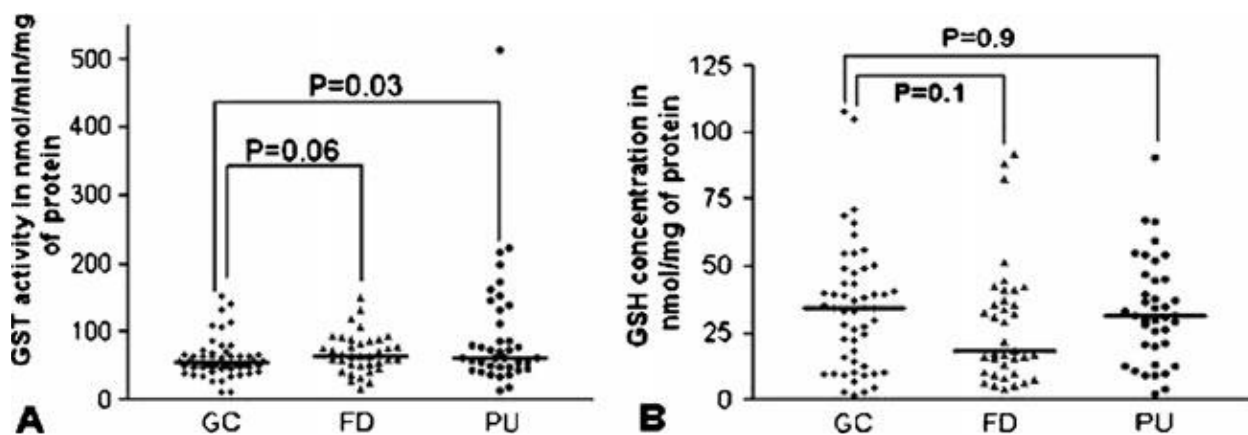 GST activity in nmol/min/mg
of protein
500
400
300
200
100
0
P=0.03
P=0.06
A
GC
FD
PU
GSH concentration in
nmol/mg of protein
125
100
75
50
25
0
P=0.9
P=0.1
B
GC
FD
PU